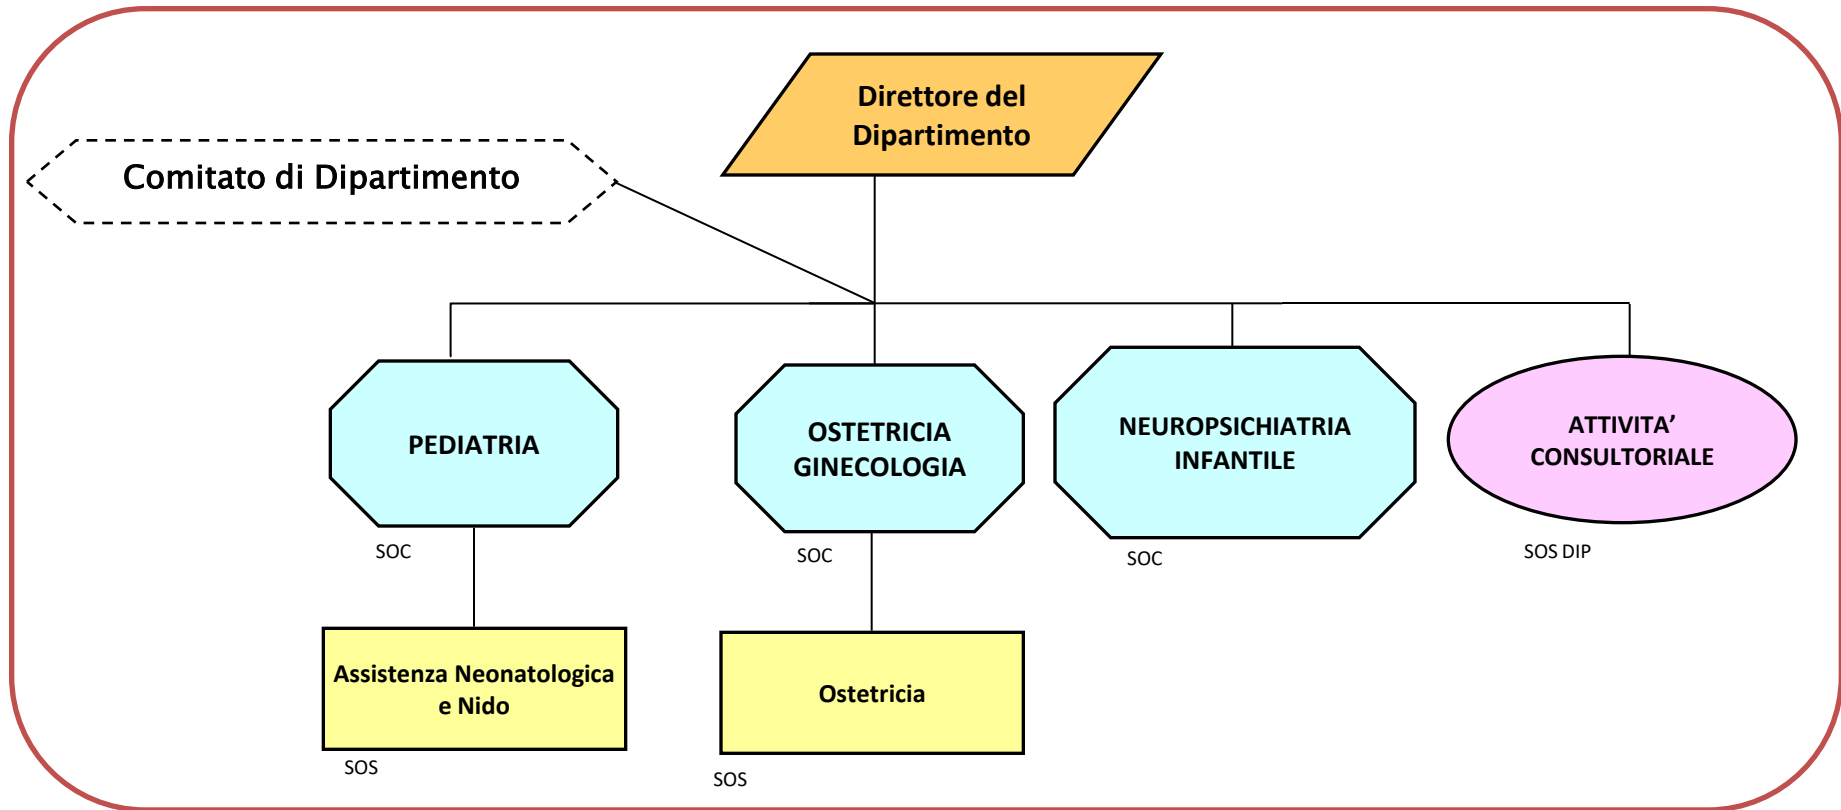 Direttore del
Dipartimento
Comitato di Dipartimento
PEDIATRIA
OSTETRICIA
GINECOLOGIA
NEUROPSICHIATRIA
INFANTILE
ATTIVITA’
CONSULTORIALE
SOC
SOC
SOC
SOS DIP
Assistenza Neonatologica
e Nido
Ostetricia
SOS
SOS